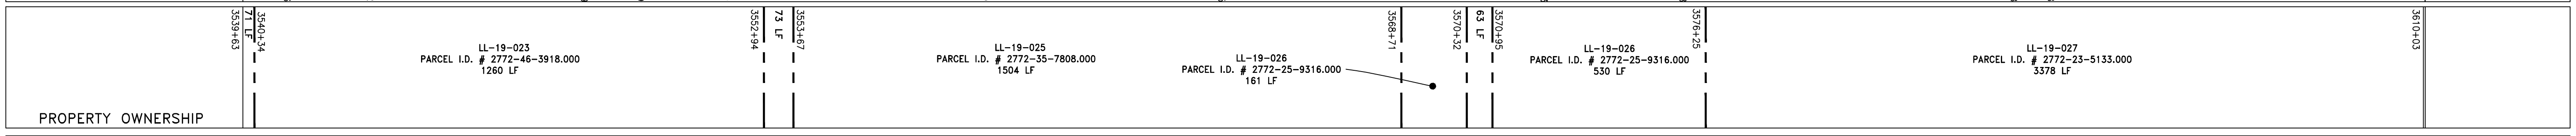 PROPERTY OWNERSHIP
3539+63
71 LF
3540+34
LL-19-023
PARCEL I.D. # 2772-46-3918.000
1260 LF
3552+94
73 LF
3553+67
LL-19-025
PARCEL I.D. # 2772-35-7808.000
1504 LF
LL-19-026
PARCEL I.D. # 2772-25-9316.000
161 LF
3568+71
3570+32
63 LF
3570+95
LL-19-026
PARCEL I.D. # 2772-25-9316.000
530 LF
3576+25
LL-19-027
PARCEL I.D. # 2772-23-5133.000
3378 LF
3610+03